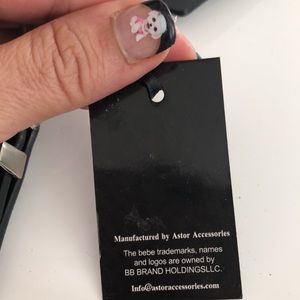 Manufactured by Astor Accessories
The bebe trademarks, names
and logos are owned by
BB BRAND HOLDINGSLLC.
Info@astoraccessories.com